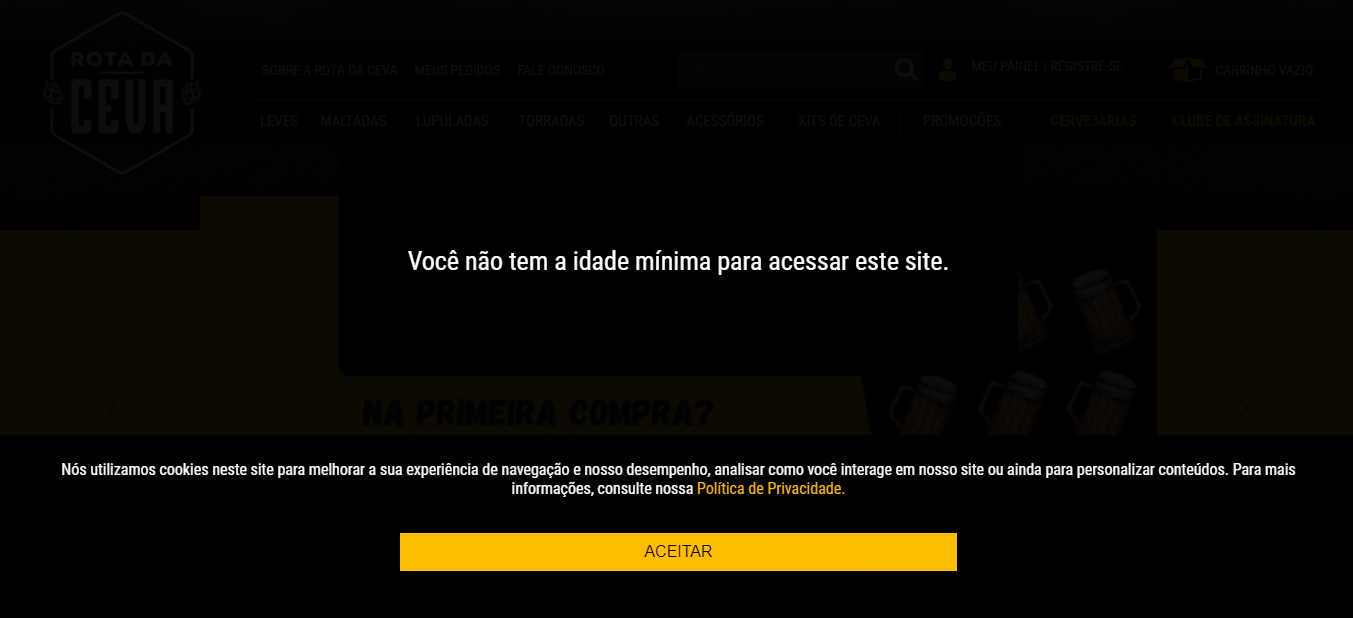 ROTA DA
CEVA
SOBRE A ROTA DA CEVA MEUS PEDIDOS FALE CONOSCO
MEU PAINEL | REGISTRE-SE
CARRINHO VAZIO
LEVES MALTADAS LUPULADAS TORRADAS OUTRAS ACESSÓRIOS KITS DE CEVA PROMOÇÕES CERVEJARIAS CLUBE DE ASSINATURA
Você não tem a idade mínima para acessar este site.
NA PRIMEIRA COMPRA?
Nós utilizamos cookies neste site para melhorar a sua experiência de navegação e nosso desempenho, analisar como você interage em nosso site ou ainda para personalizar conteúdos. Para mais
informações, consulte nossa Política de Privacidade.
ACEITAR